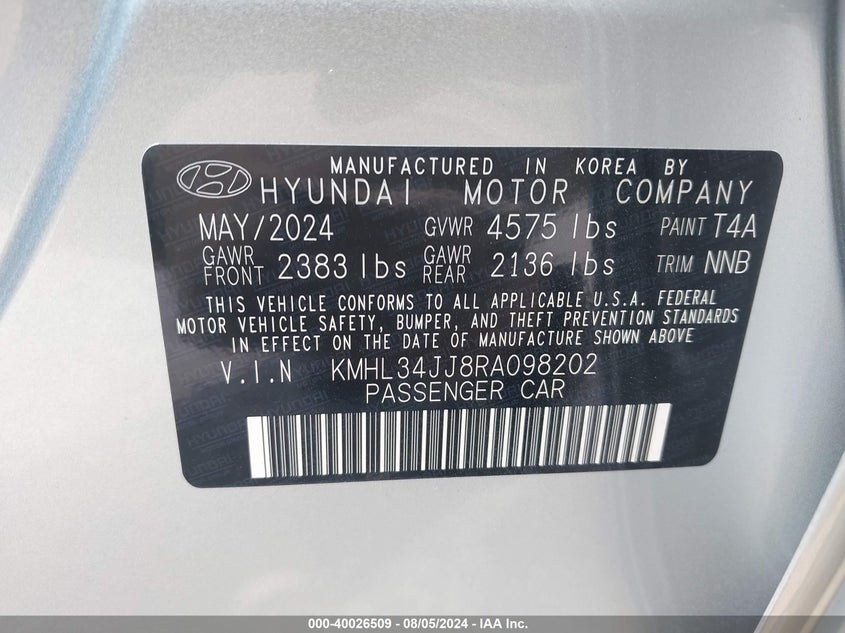 MANUFACTURED IN KOREA BY
HYUNDAI MOTOR COMPANY
MAY/2024 GVWR 4575 lbs PAINT T4A
GAWR FRONT 2383 lbs GAWR REAR 2136 lbs TRIM NNB
THIS VEHICLE CONFORMS TO ALL APPLICABLE U.S.A. FEDERAL
MOTOR VEHICLE SAFETY, BUMPER, AND THEFT PREVENTION STANDARDS
IN EFFECT ON THE DATE OF MANUFACTURE SHOWN ABOVE
V.I.N KMHL34JJ8RA098202
PASSENGER CAR
000-40026509 - 08/05/2024 - IAA Inc.